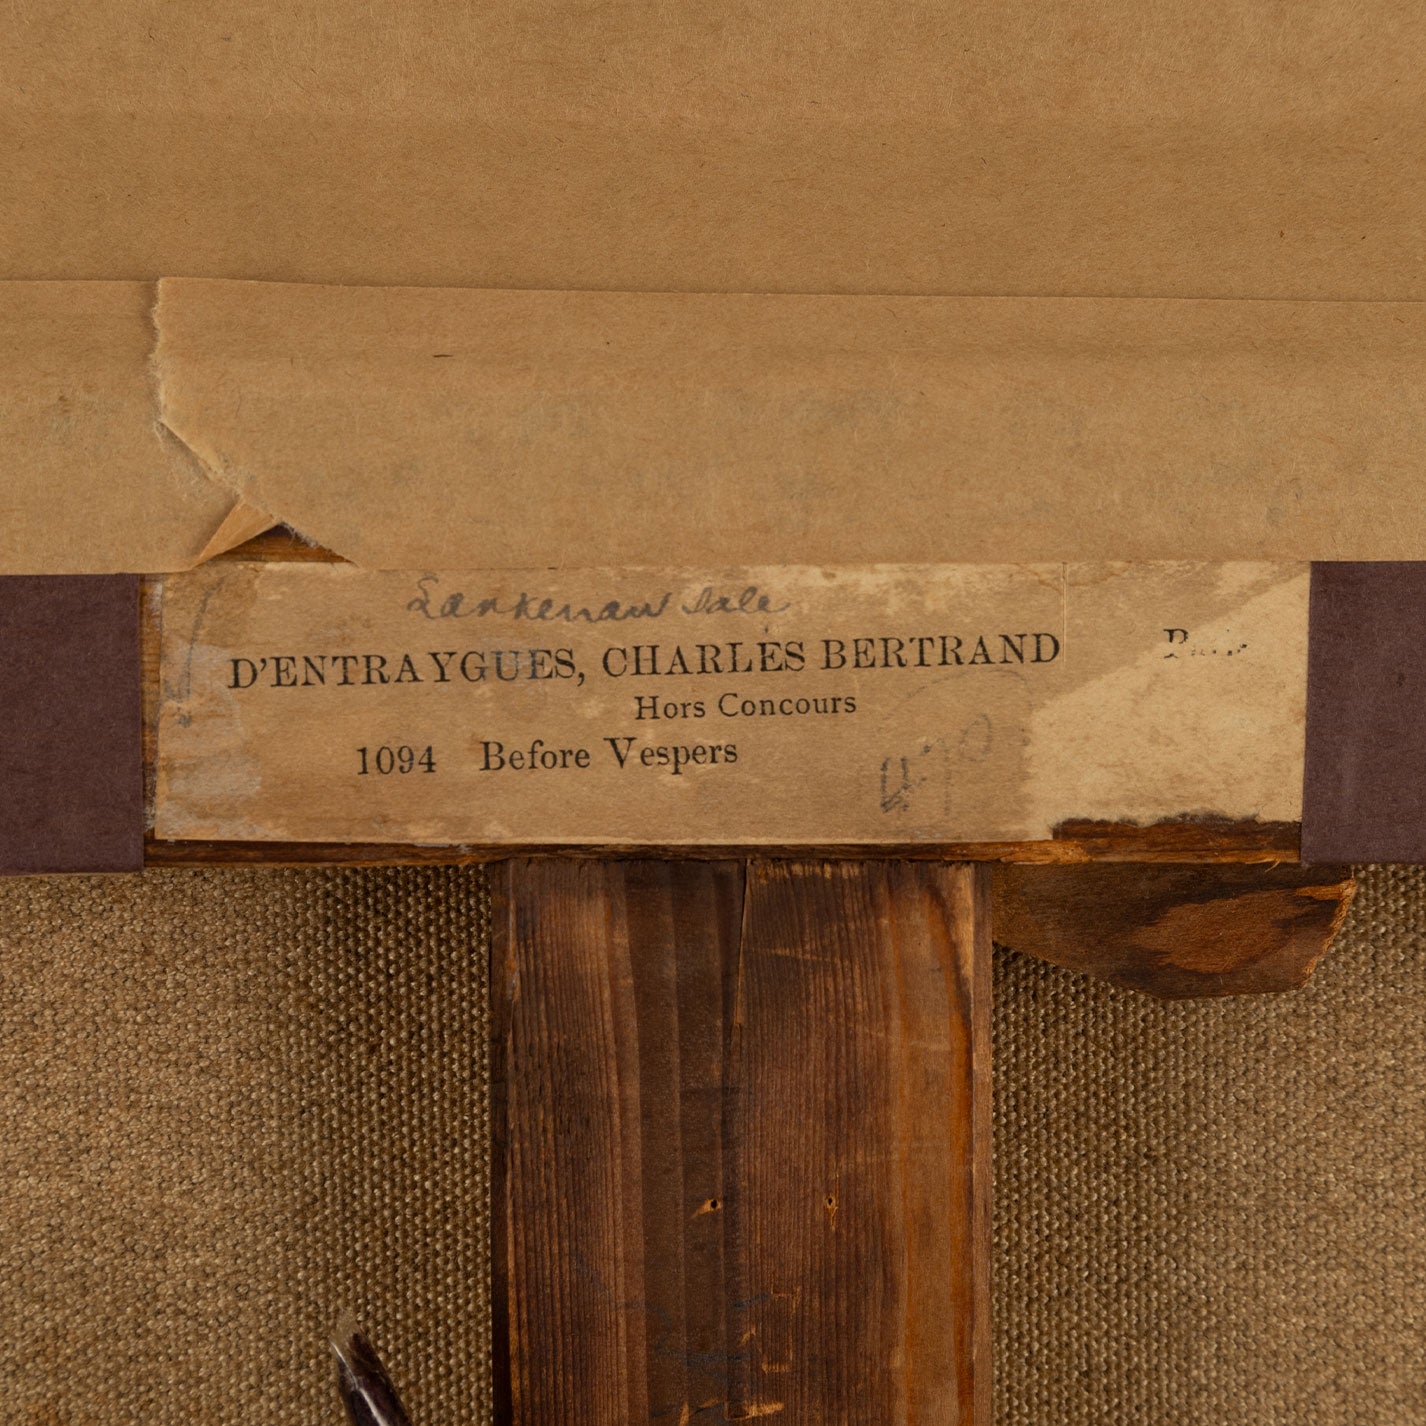 Lankenau Sale
D'ENTRAYGUES, CHARLES BERTRAND
Hors Concours
1094 Before Vespers